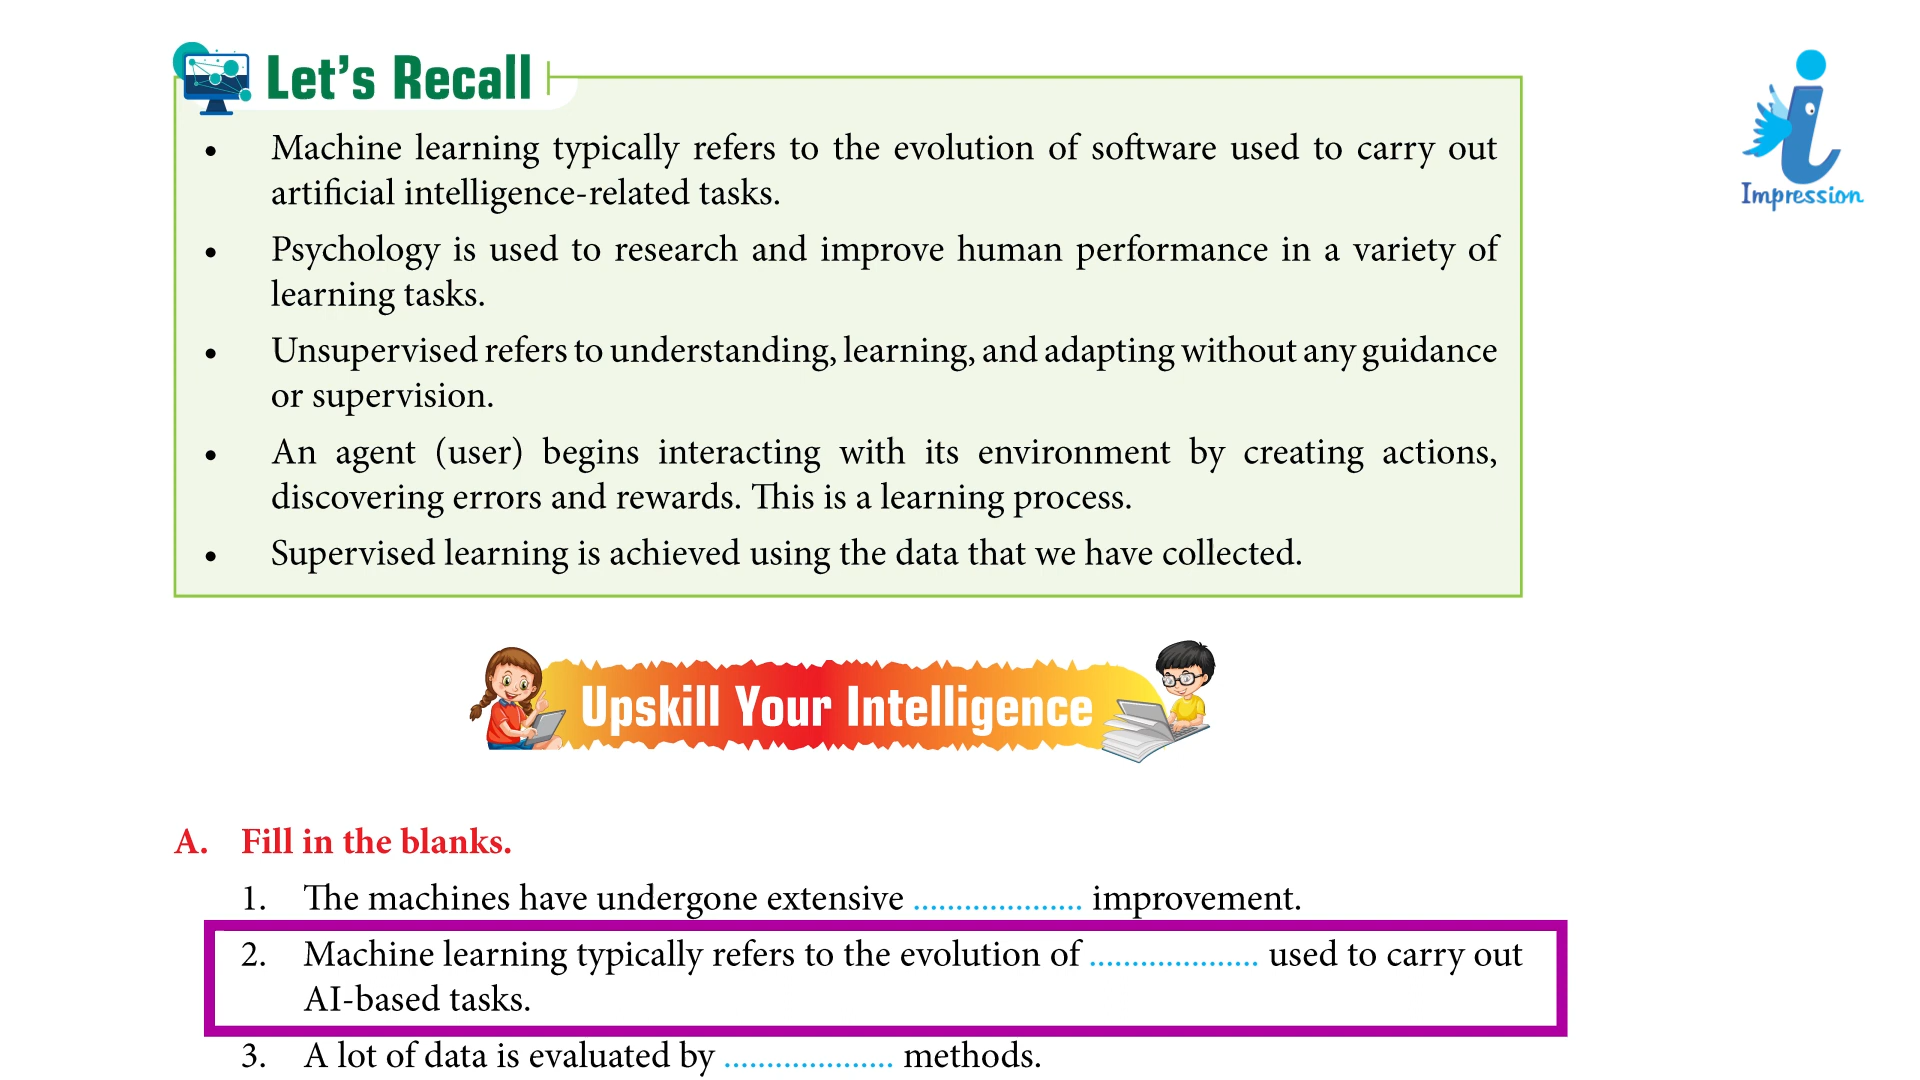 Let's Recall
• Machine learning typically refers to the evolution of software used to carry out
artificial intelligence-related tasks.
• Psychology is used to research and improve human performance in a variety of
learning tasks.
• Unsupervised refers to understanding, learning, and adapting without any guidance
or supervision.
• An agent (user) begins interacting with its environment by creating actions,
discovering errors and rewards. This is a learning process.
• Supervised learning is achieved using the data that we have collected.
Impression
Upskill Your Intelligence
A. Fill in the blanks.
1. The machines have undergone extensive .................... improvement.
2. Machine learning typically refers to the evolution of .................... used to carry out
AI-based tasks.
3. A lot of data is evaluated by .................... methods.